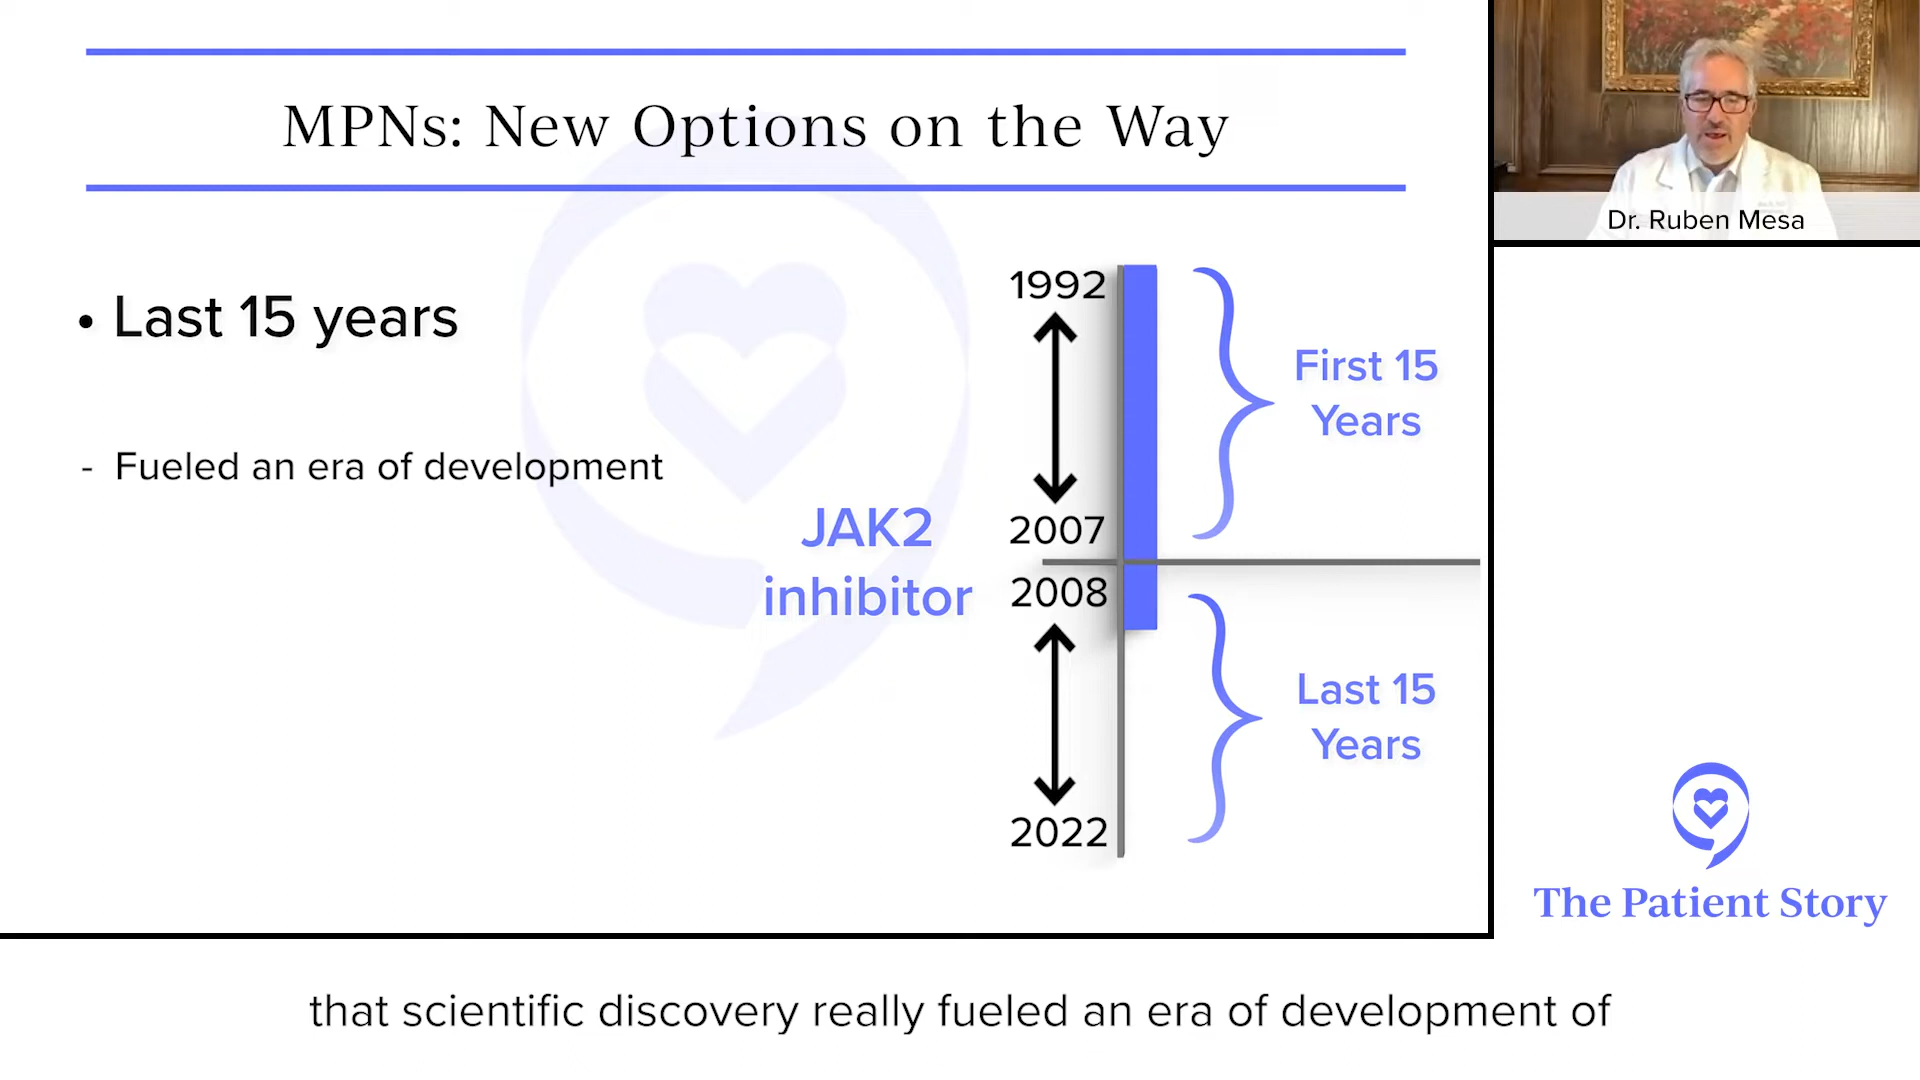 MPNs: New Options on the Way
Dr. Ruben Mesa
• Last 15 years
- Fueled an era of development
JAK2
inhibitor
1992
2007
2008
2022
First 15
Years
Last 15
Years
The Patient Story
that scientific discovery really fueled an era of development of